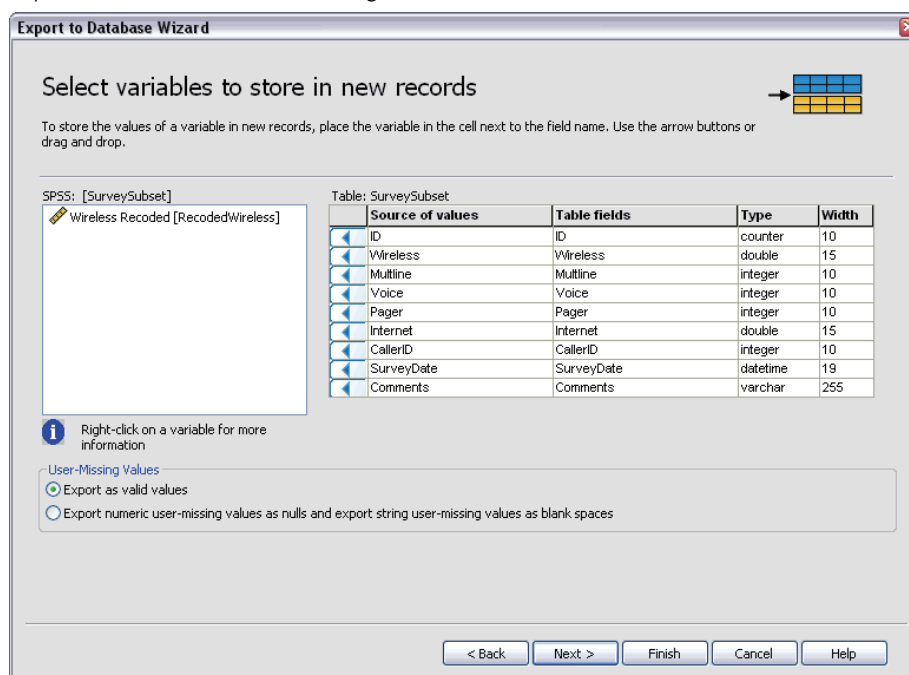 Export to Database Wizard
Select variables to store in new records
To store the values of a variable in new records, place the variable in the cell next to the field name. Use the arrow buttons or
drag and drop.
SPSS: [SurveySubset]
Table: SurveySubset
Wireless Recoded [RecodedWireless]
Source of values Table fields Type Width
ID ID counter 10
Wireless Wireless double 15
Multline Multline integer 10
Voice Voice integer 10
Pager Pager integer 10
Internet Internet double 15
CallerID CallerID integer 10
SurveyDate SurveyDate datetime 19
Comments Comments varchar 255
Right-click on a variable for more
information
User-Missing Values
Export as valid values
Export numeric user-missing values as nulls and export string user-missing values as blank spaces
< Back Next > Finish Cancel Help